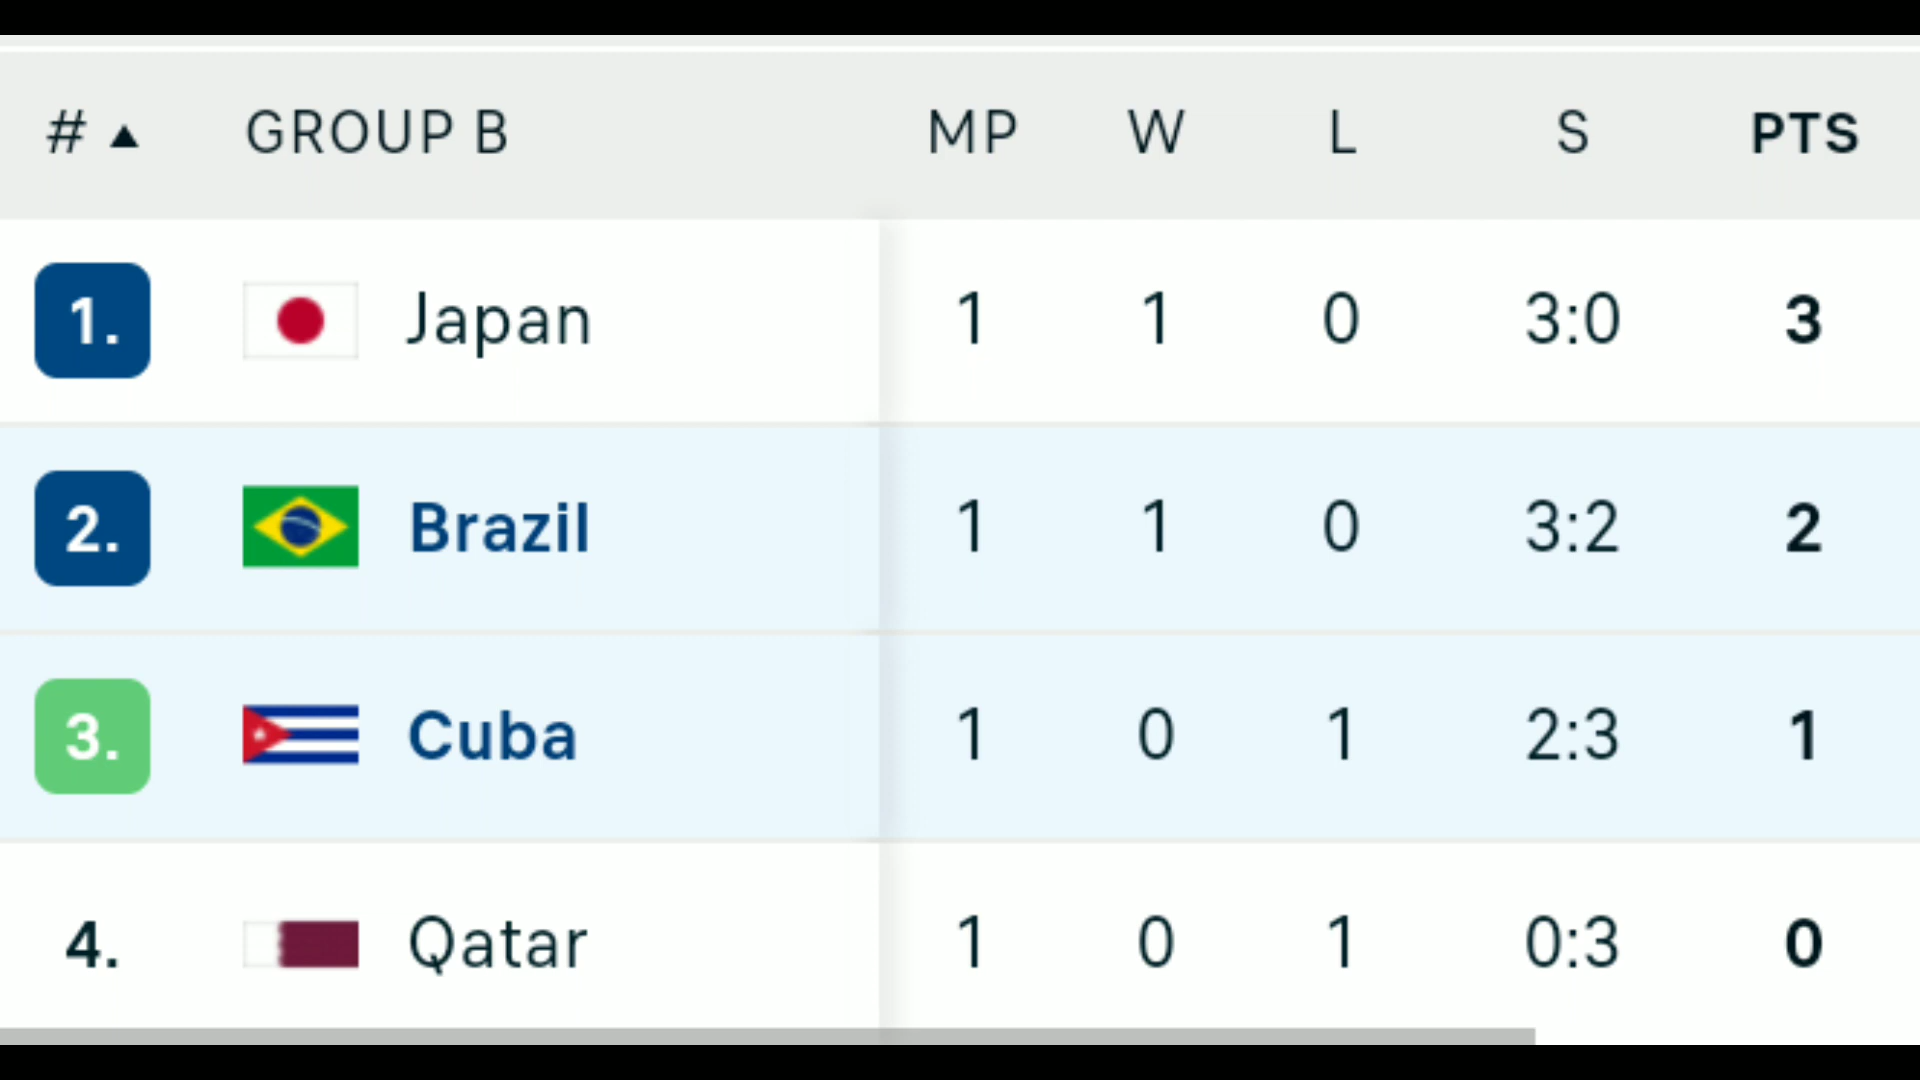 # ▲ GROUP B MP W L S PTS
1. Japan 1 1 0 3:0 3
2. Brazil 1 1 0 3:2 2
3. Cuba 1 0 1 2:3 1
4. Qatar 1 0 1 0:3 0